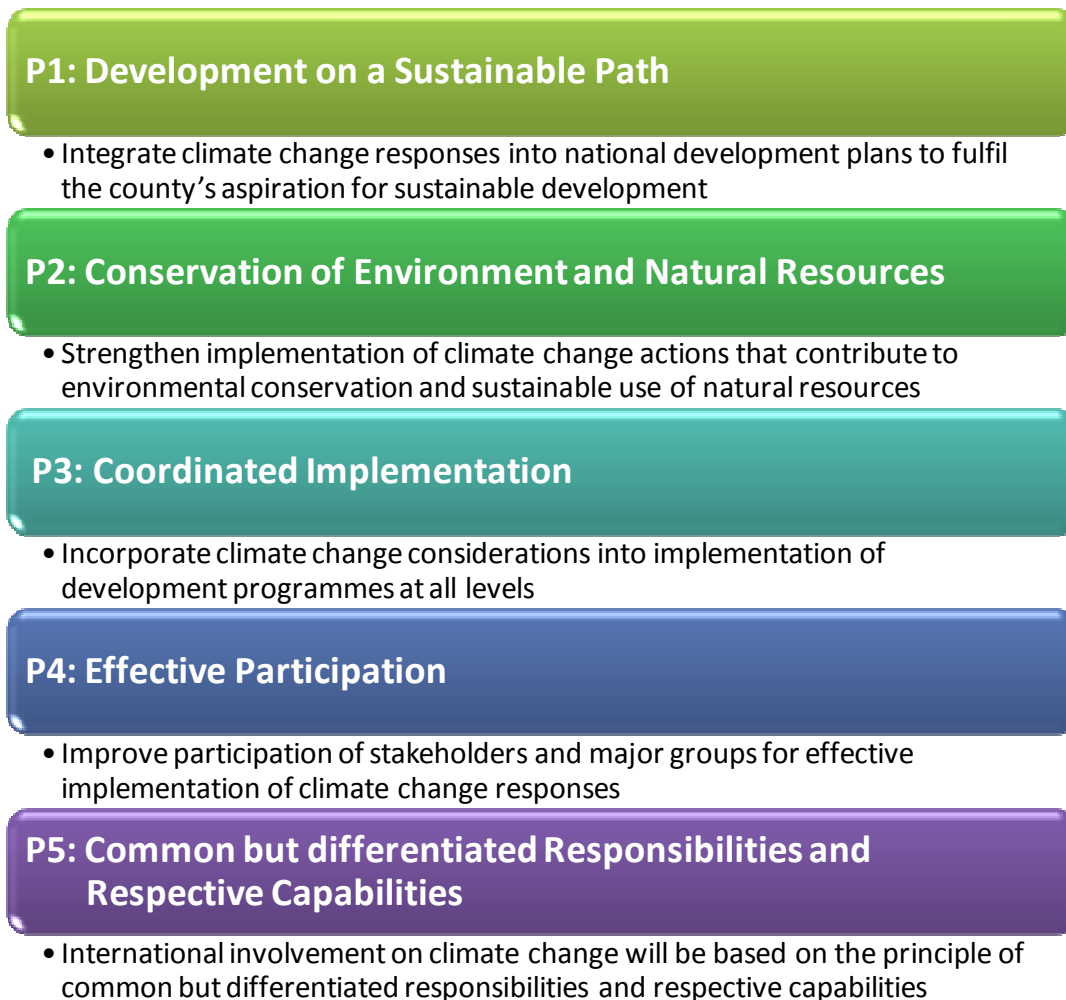 P1: Development on a Sustainable Path
• Integrate climate change responses into national development plans to fulfil
the county’s aspiration for sustainable development
P2: Conservation of Environment and Natural Resources
• Strengthen implementation of climate change actions that contribute to
environmental conservation and sustainable use of natural resources
P3: Coordinated Implementation
• Incorporate climate change considerations into implementation of
development programmes at all levels
P4: Effective Participation
• Improve participation of stakeholders and major groups for effective
implementation of climate change responses
P5: Common but differentiated Responsibilities and
Respective Capabilities
• International involvement on climate change will be based on the principle of
common but differentiated responsibilities and respective capabilities